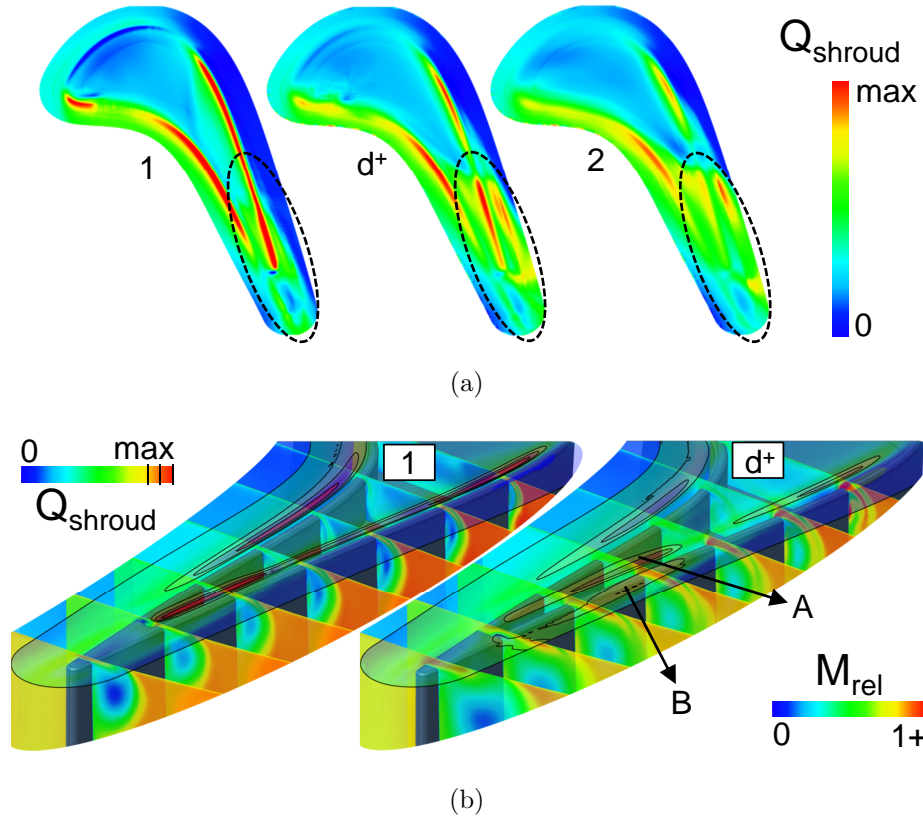 Q_shroud
max
0
1
d⁺
2
(a)
0 max
Q_shroud
1
d⁺
A
B
M_rel
0 1+
(b)